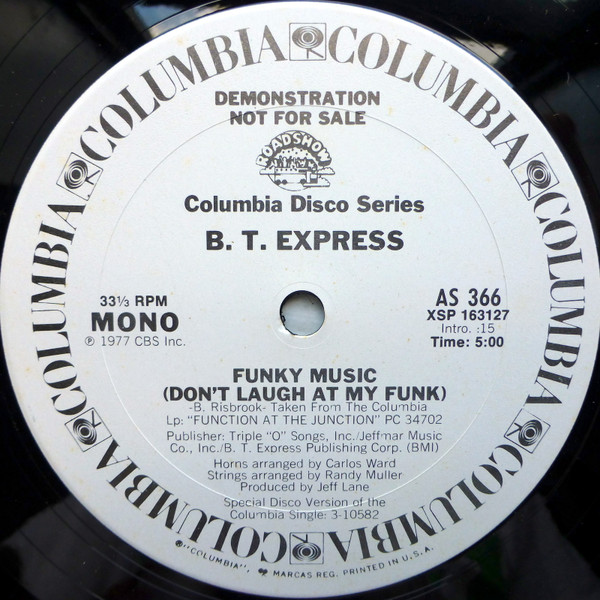 COLUMBIA COLUMBIA COLUMBIA COLUMBIA COLUMBIA COLUMBIA COLUMBIA
DEMONSTRATION
NOT FOR SALE
ROADSHOW
Columbia Disco Series
B. T. EXPRESS
33⅓ RPM
MONO
℗ 1977 CBS Inc.
AS 366
XSP 163127
Intro. :15
Time: 5:00
FUNKY MUSIC
(DON'T LAUGH AT MY FUNK)
-B. Risbrook- Taken From The Columbia
Lp: "FUNCTION AT THE JUNCTION" PC 34702
Publisher: Triple "O" Songs, Inc./Jeffmar Music
Co., Inc./B. T. Express Publishing Corp. (BMI)
Horns arranged by Carlos Ward
Strings arranged by Randy Muller
Produced by Jeff Lane
Special Disco Version of the
Columbia Single: 3-10582
®"COLUMBIA", MARCAS REG. PRINTED IN U.S.A.